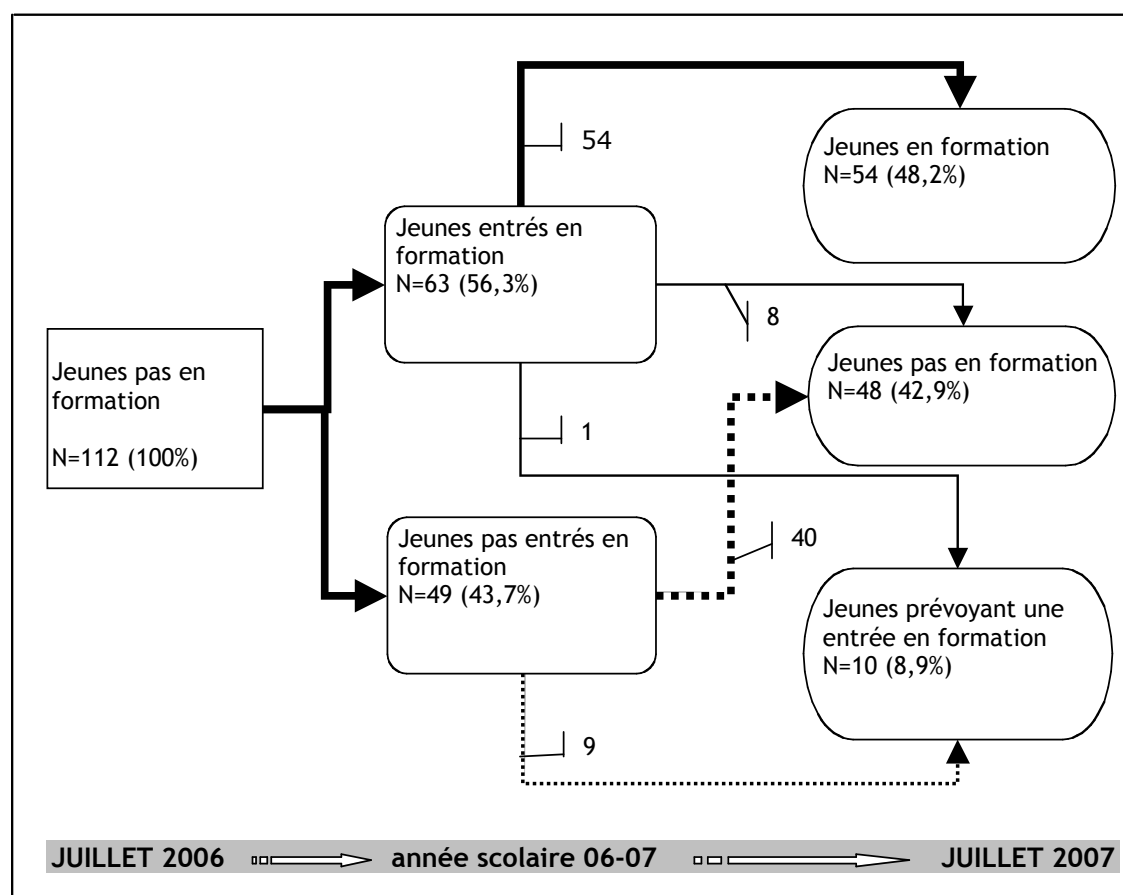 Jeunes pas en
formation
N=112 (100%)
Jeunes entrés en
formation
N=63 (56,3%)
Jeunes pas entrés en
formation
N=49 (43,7%)
54
8
1
40
9
Jeunes en formation
N=54 (48,2%)
Jeunes pas en formation
N=48 (42,9%)
Jeunes prévoyant une
entrée en formation
N=10 (8,9%)
JUILLET 2006 année scolaire 06-07 JUILLET 2007